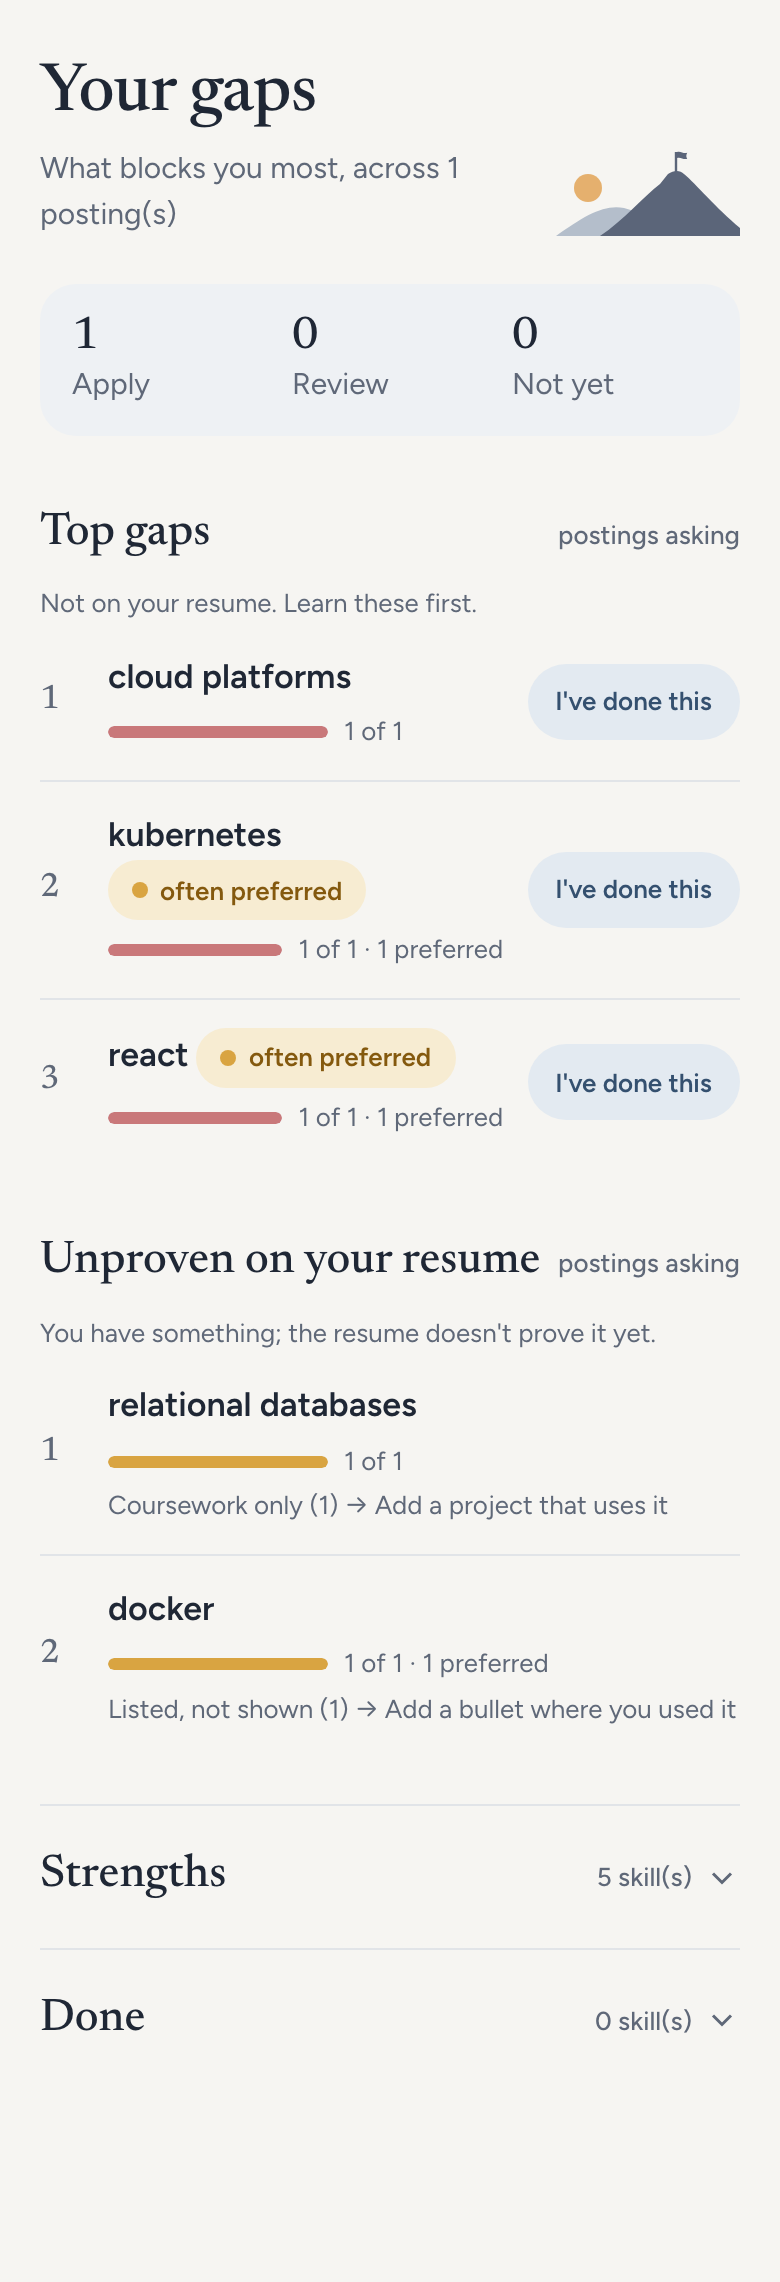 Your gaps
What blocks you most, across 1
posting(s)
1
Apply
0
Review
0
Not yet
Top gaps
postings asking
Not on your resume. Learn these first.
1
cloud platforms
1 of 1
I've done this
2
kubernetes
often preferred
1 of 1 · 1 preferred
I've done this
3
react
often preferred
1 of 1 · 1 preferred
I've done this
Unproven on your resume
postings asking
You have something; the resume doesn't prove it yet.
1
relational databases
1 of 1
Coursework only (1) → Add a project that uses it
2
docker
1 of 1 · 1 preferred
Listed, not shown (1) → Add a bullet where you used it
Strengths
5 skill(s)
Done
0 skill(s)